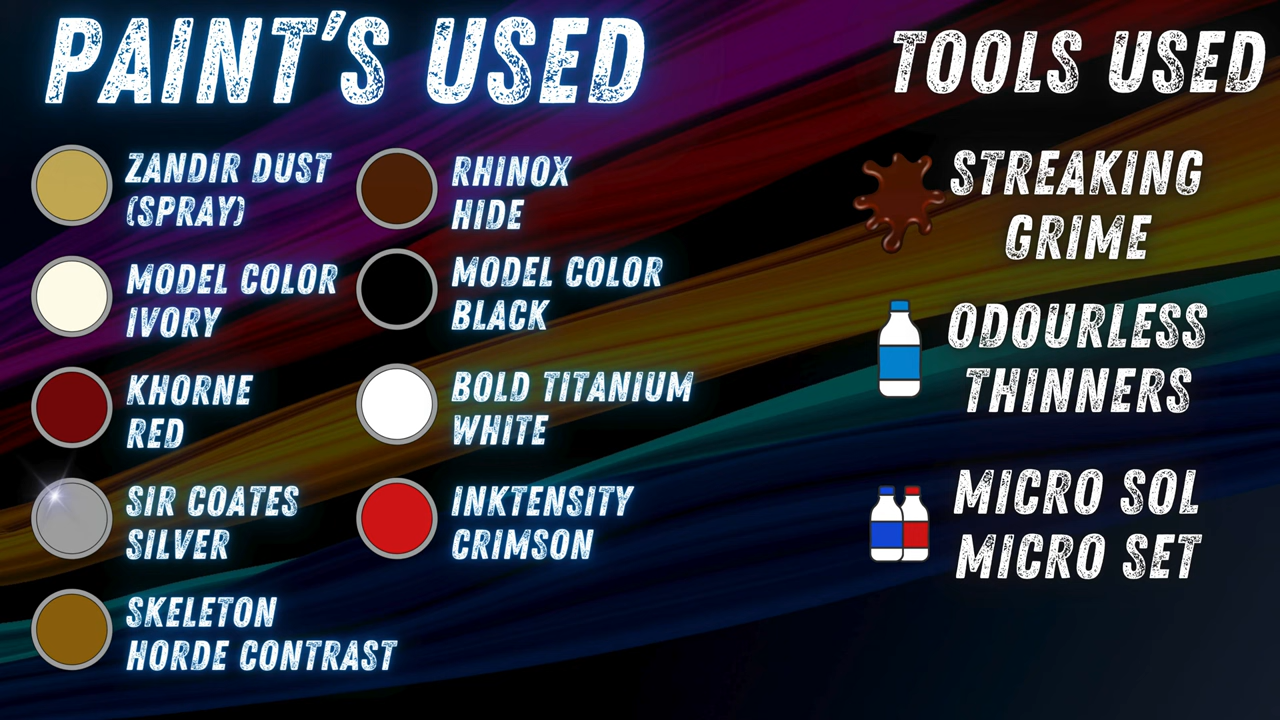 PAINT'S USED
ZANDIR DUST
(SPRAY)
MODEL COLOR
IVORY
KHORNE
RED
SIR COATES
SILVER
SKELETON
HORDE CONTRAST
RHINOX
HIDE
MODEL COLOR
BLACK
BOLD TITANIUM
WHITE
INKTENSITY
CRIMSON
TOOLS USED
STREAKING
GRIME
ODOURLESS
THINNERS
MICRO SOL
MICRO SET